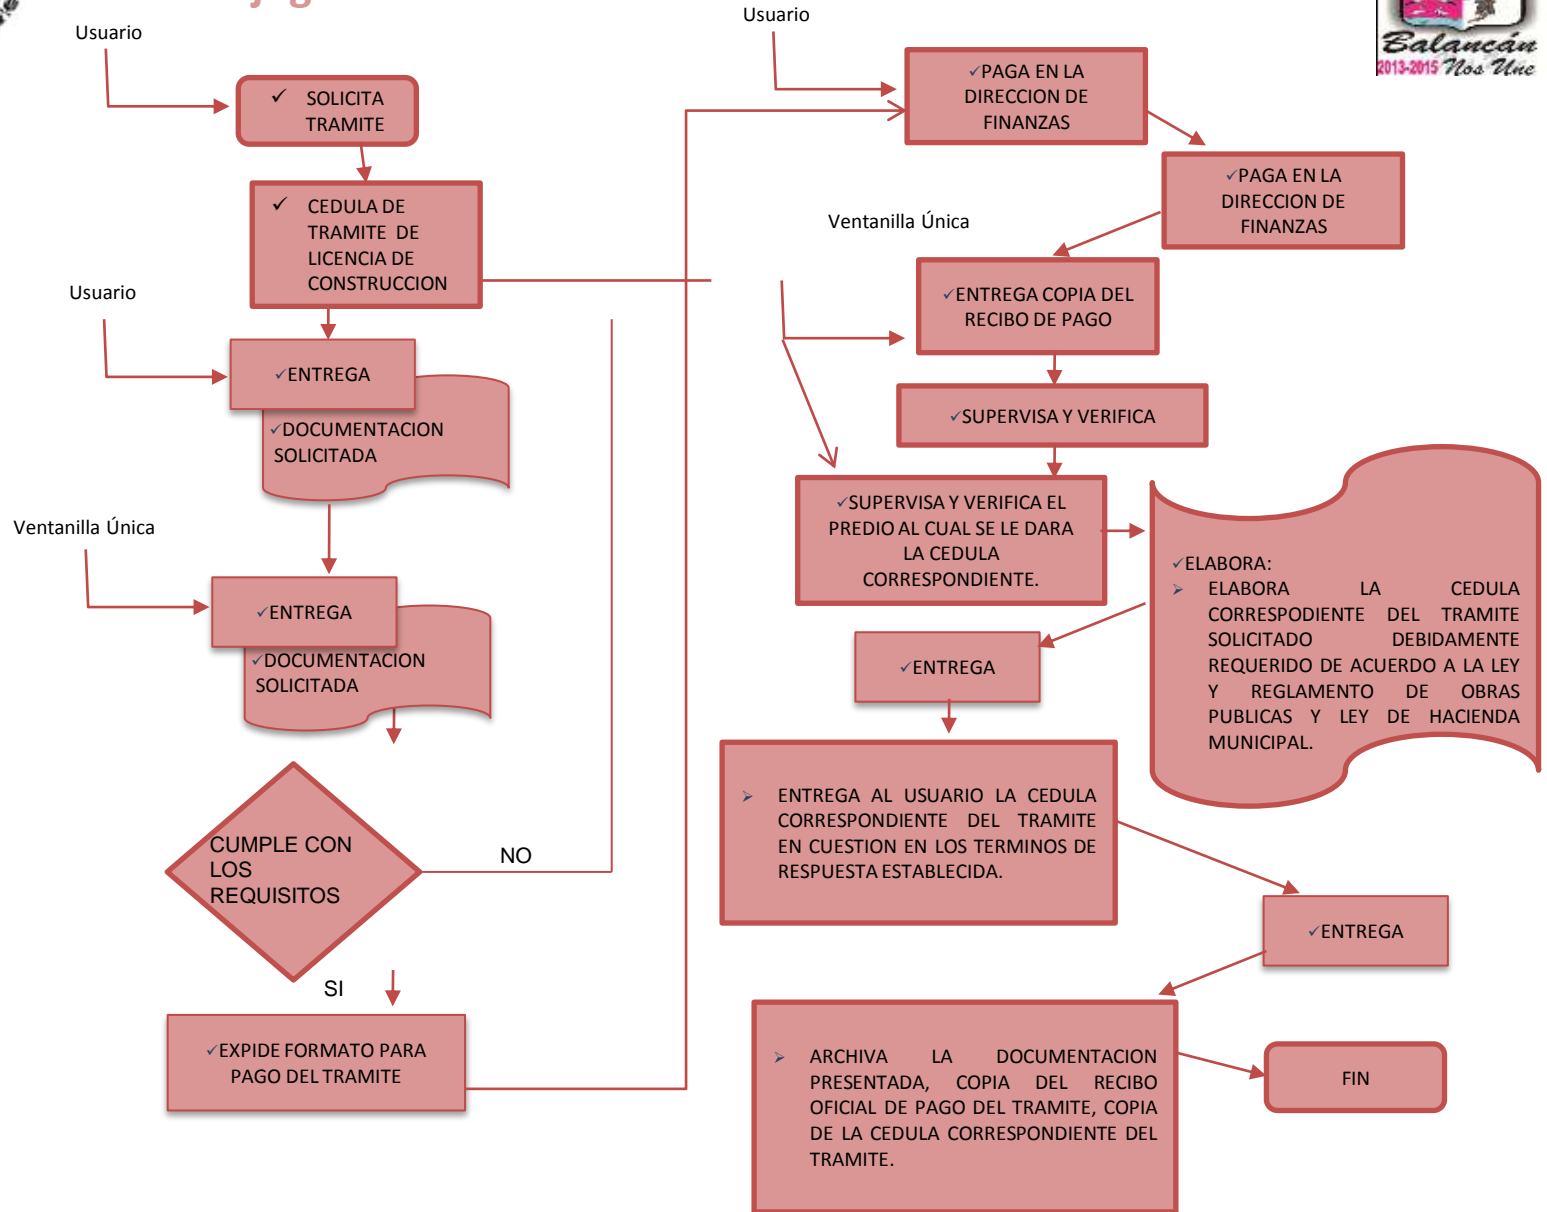 Usuario
✓ SOLICITA
TRAMITE
✓ CEDULA DE
TRAMITE DE
LICENCIA DE
CONSTRUCCION
Usuario
✓ENTREGA
✓DOCUMENTACION
SOLICITADA
Ventanilla Única
✓ENTREGA
✓DOCUMENTACION
SOLICITADA
CUMPLE CON
LOS
REQUISITOS
NO
SI
✓EXPIDE FORMATO PARA
PAGO DEL TRAMITE
Usuario
✓PAGA EN LA
DIRECCION DE
FINANZAS
Balancán
2013-2015 Nos Une
✓PAGA EN LA
DIRECCION DE
FINANZAS
Ventanilla Única
✓ENTREGA COPIA DEL
RECIBO DE PAGO
✓SUPERVISA Y VERIFICA
✓SUPERVISA Y VERIFICA EL
PREDIO AL CUAL SE LE DARA
LA CEDULA
CORRESPONDIENTE.
✓ELABORA:
➢ ELABORA LA CEDULA
CORRESPODIENTE DEL TRAMITE
SOLICITADO DEBIDAMENTE
REQUERIDO DE ACUERDO A LA LEY
Y REGLAMENTO DE OBRAS
PUBLICAS Y LEY DE HACIENDA
MUNICIPAL.
✓ENTREGA
➢ ENTREGA AL USUARIO LA CEDULA
CORRESPONDIENTE DEL TRAMITE
EN CUESTION EN LOS TERMINOS DE
RESPUESTA ESTABLECIDA.
✓ENTREGA
➢ ARCHIVA LA DOCUMENTACION
PRESENTADA, COPIA DEL RECIBO
OFICIAL DE PAGO DEL TRAMITE, COPIA
DE LA CEDULA CORRESPONDIENTE DEL
TRAMITE.
FIN